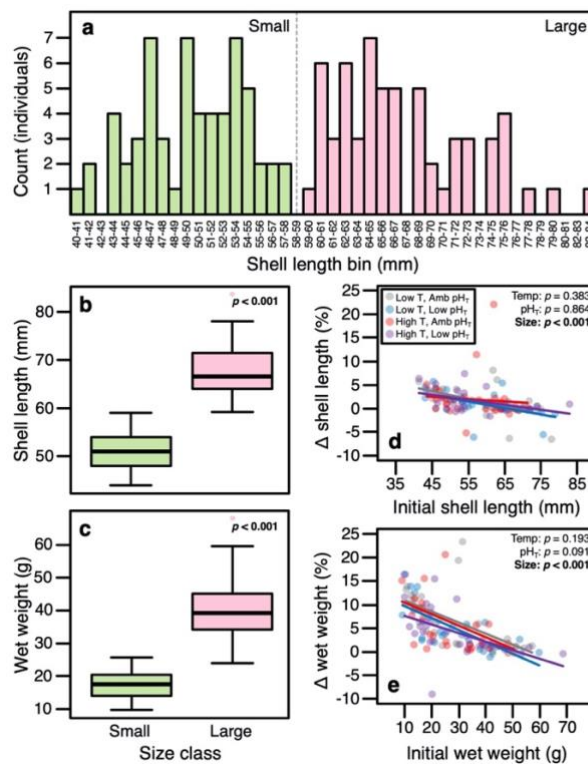 a
Small
Large
Count (individuals)
7
6
5
4
3
2
1
40-41
41-42
42-43
43-44
44-45
45-46
46-47
47-48
48-49
49-50
50-51
51-52
52-53
53-54
54-55
55-56
56-57
57-58
58-59
59-60
60-61
61-62
62-63
63-64
64-65
65-66
66-67
67-68
68-69
69-70
70-71
71-72
72-73
73-74
74-75
75-76
76-77
77-78
78-79
79-80
80-81
82-83
Shell length bin (mm)
b
p < 0.001
Shell length (mm)
80
70
60
50
c
p < 0.001
Wet weight (g)
60
50
40
30
20
10
Small
Large
Size class
Low T, Amb pHT
Low T, Low pHT
High T, Amb pHT
High T, Low pHT
Temp: p = 0.383
pHT: p = 0.864
Size: p < 0.001
Δ shell length (%)
25
20
15
10
5
0
-5
-10
d
35 45 55 65 75 85
Initial shell length (mm)
Temp: p = 0.193
pHT: p = 0.091
Size: p < 0.001
Δ wet weight (%)
25
20
15
10
5
0
-5
-10
e
10 20 30 40 50 60 70
Initial wet weight (g)